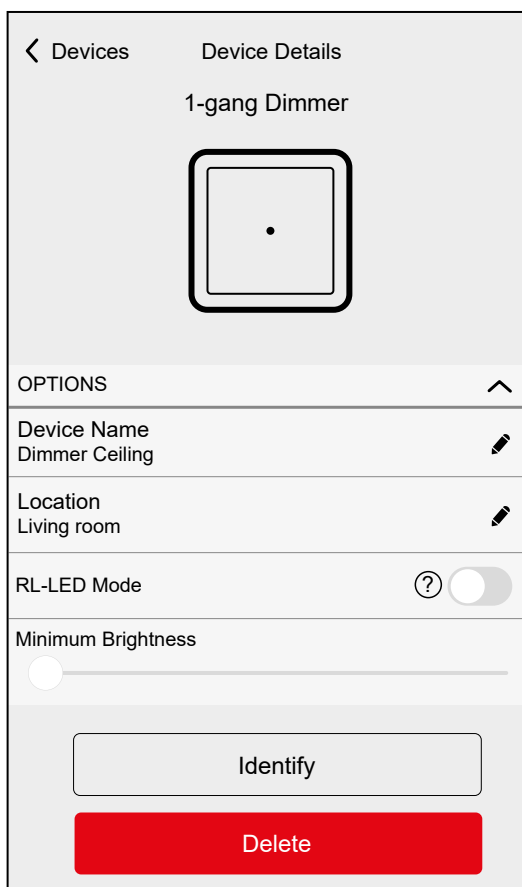 Devices
Device Details
1-gang Dimmer
OPTIONS
Device Name
Dimmer Ceiling
Location
Living room
RL-LED Mode
?
Minimum Brightness
Identify
Delete